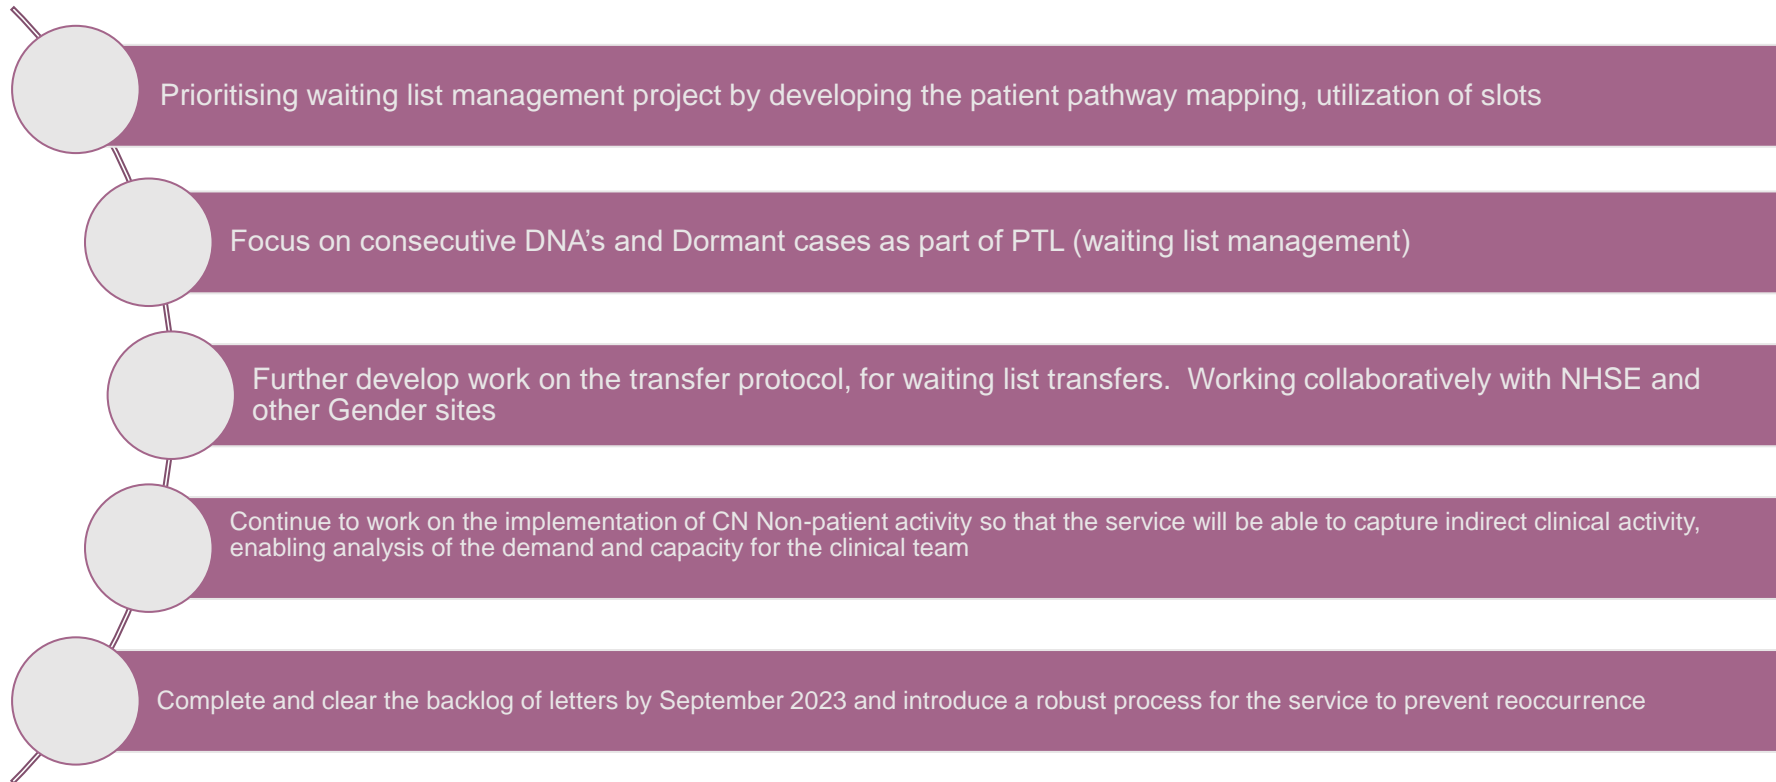 Prioritising waiting list management project by developing the patient pathway mapping, utilization of slots
Focus on consecutive DNA’s and Dormant cases as part of PTL (waiting list management)
Further develop work on the transfer protocol, for waiting list transfers.  Working collaboratively with NHSE and
other Gender sites
Continue to work on the implementation of CN Non-patient activity so that the service will be able to capture indirect clinical activity,
enabling analysis of the demand and capacity for the clinical team
Complete and clear the backlog of letters by September 2023 and introduce a robust process for the service to prevent reoccurrence